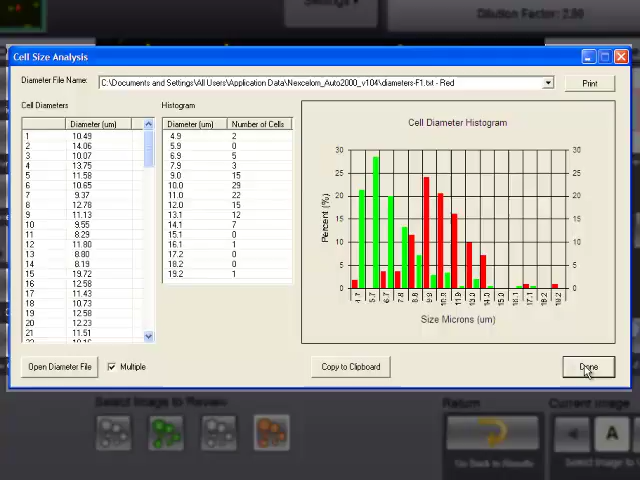 Settings
Dilution Factor: 2.00
Cell Size Analysis
Diameter File Name: C:\Documents and Settings\All Users\Application Data\Nexcelom_Auto2000_v104\diameters-F1.txt - Red Print
Cell Diameters
Diameter (um)
1 10.49
2 14.06
3 10.07
4 13.75
5 11.58
6 10.65
7 9.37
8 12.78
9 11.13
10 9.55
11 8.29
12 11.80
13 8.80
14 8.19
15 19.72
16 12.58
17 11.43
18 10.73
19 12.58
20 12.23
21 11.51
Histogram
Diameter (um) Number of Cells
4.9 2
5.9 0
6.9 5
7.9 3
9.0 15
10.0 29
11.0 22
12.0 15
13.1 12
14.1 7
15.1 0
16.1 1
17.2 0
18.2 0
19.2 1
Cell Diameter Histogram
Percent (%)
30 30
25 25
20 20
15 15
10 10
5 5
0 0
4.7 5.7 6.7 7.8 8.8 9.8 10.9 11.9 13.0 14.0 15.0 16.1 17.1 18.2 19.2
Size Microns (um)
Open Diameter File Multiple Copy to Clipboard Done
Select Image to Review
Return
Go Back to Results
Current Image
A
Select Image to